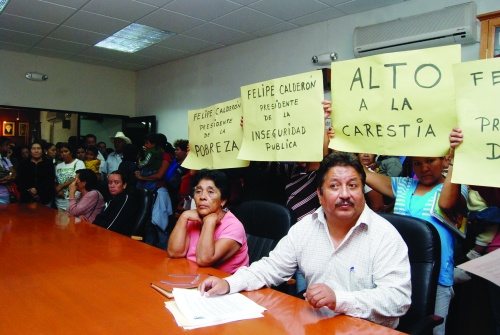 FELIPE CALDERON
PRESIDENTE
DE LA
POBREZA
FELIPE CALDERON
PRESIDENTE
DE LA
INSEGURIDAD
PUBLICA
ALTO
A LA
CARESTIA
FE
PR
D